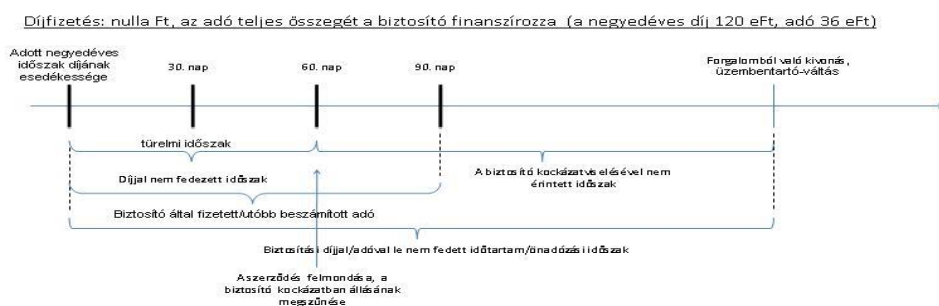 Díjfizetés: nulla Ft, az adó teljes összegét a biztosító finanszírozza (a negyedéves díj 120 eFt, adó 36 eFt)
Adott negyedéves
időszak díjának
esedékessége
30. nap
60. nap
90. nap
Forgalomból való kivonás,
üzembentartó-váltás
türelmi időszak
Díjjal nem fedezett időszak
A biztosító kockázatviselésével nem
érintett időszak
Biztosító által fizetett/utóbb beszámított adó
Biztosítási díjjal/adóval le nem fedett időtartam/önadózási időszak
A szerződés felmondása, a
biztosító kockázatban állásának
megszűnése